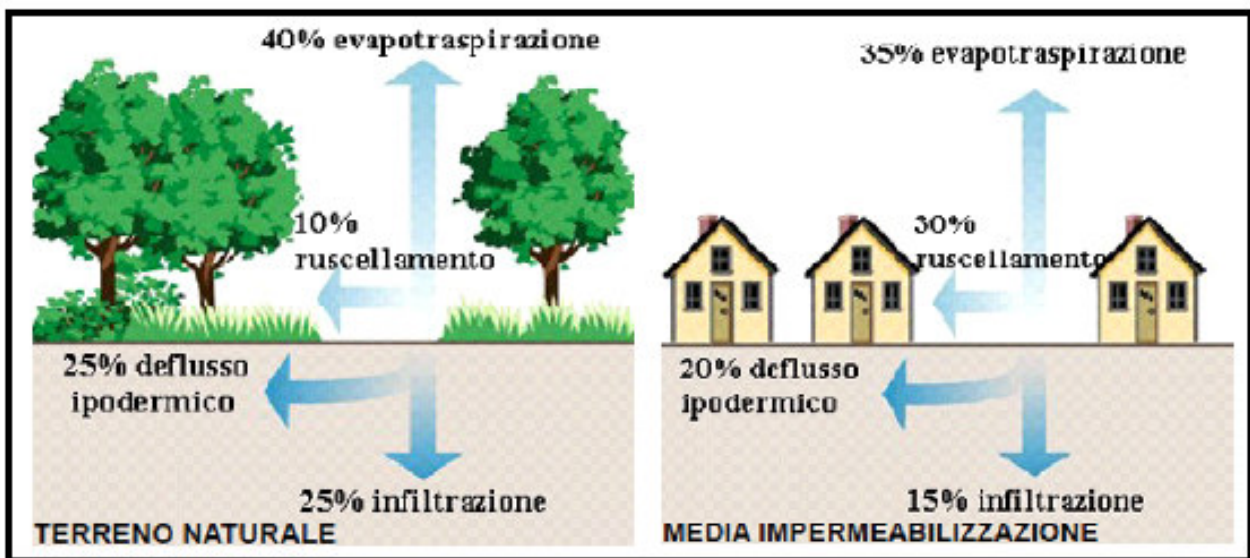 40% evapotraspirazione
10%
ruscellamento
25% deflusso
ipodermico
25% infiltrazione
TERRENO NATURALE
35% evapotraspirazione
30%
ruscellamento
20% deflusso
ipodermico
15% infiltrazione
MEDIA IMPERMEABILIZZAZIONE